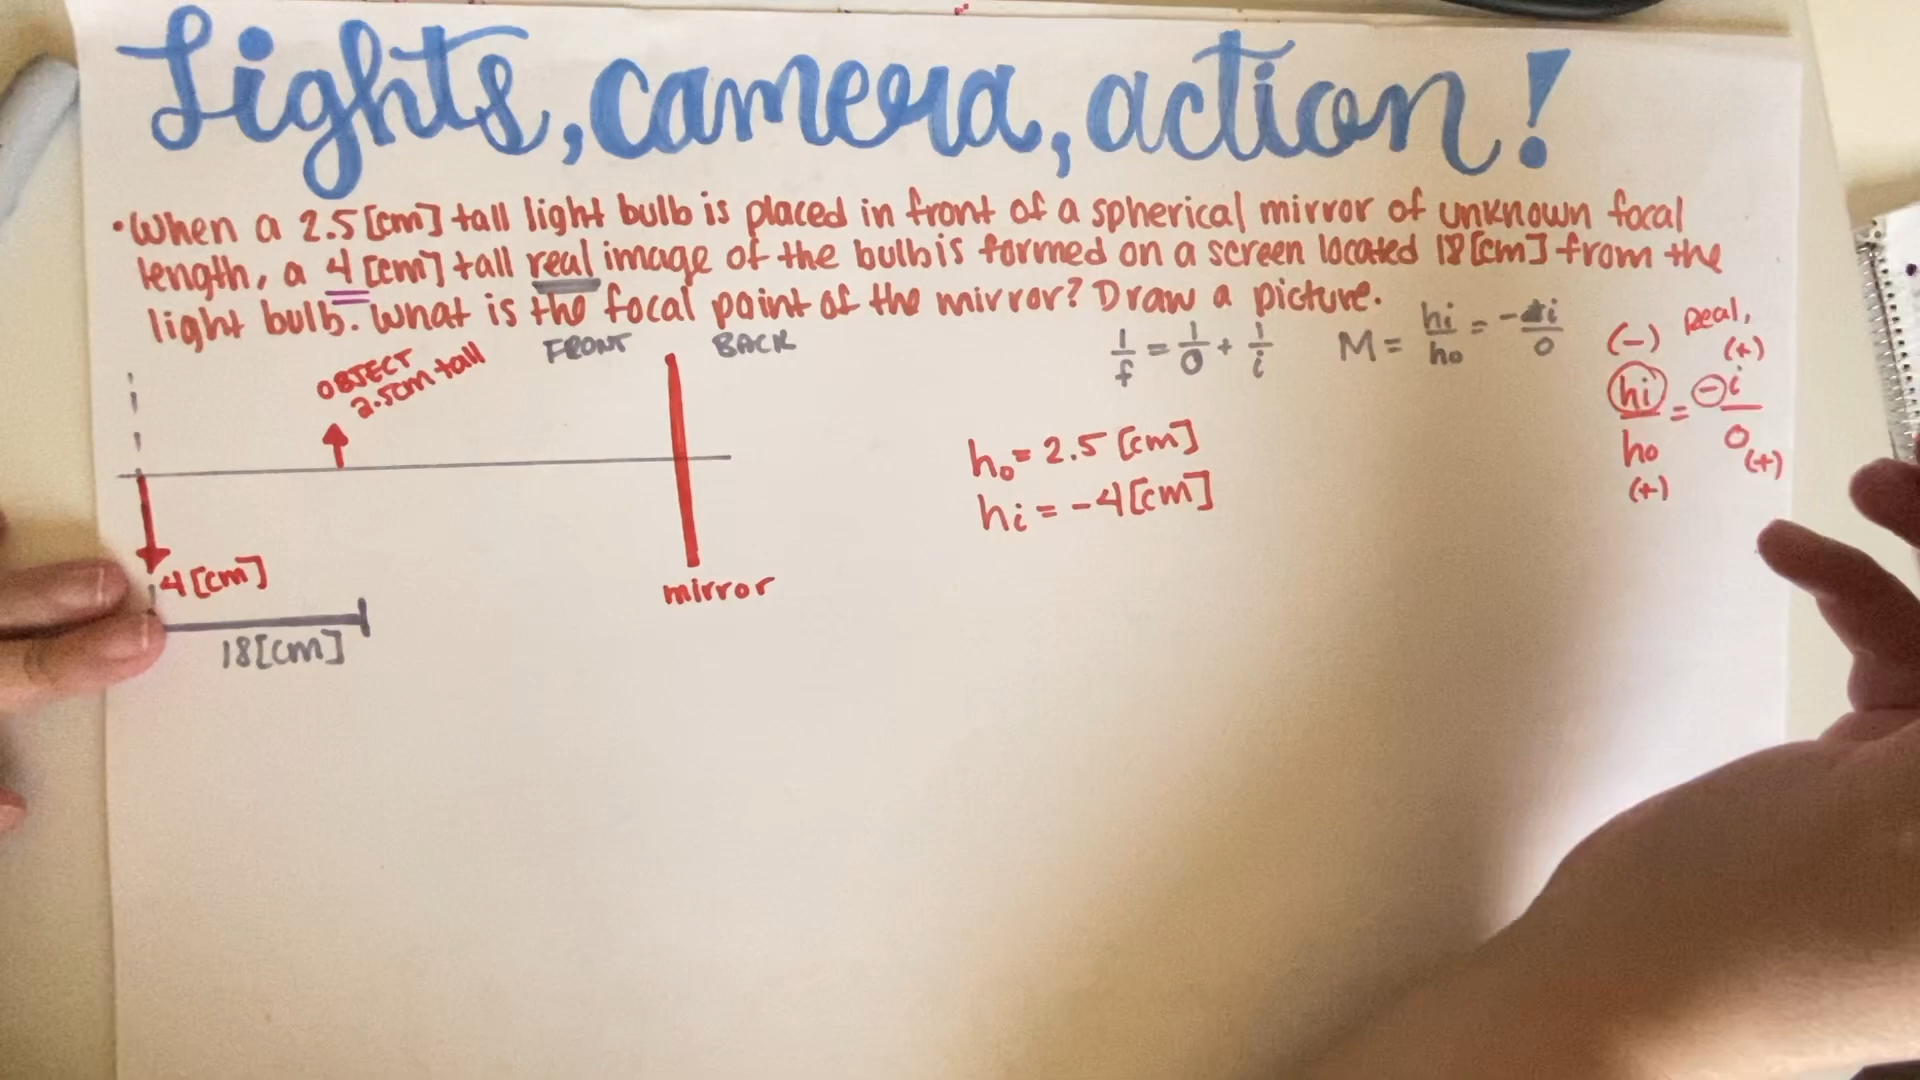 Lights, camera, action!
• When a 2.5 [cm] tall light bulb is placed in front of a spherical mirror of unknown focal
length, a 4 [cm] tall real image of the bulb is formed on a screen located 18 [cm] from the
light bulb. What is the focal point of the mirror? Draw a picture.
OBJECT
2.5cm tall
FRONT
BACK
4 [cm]
18 [cm]
mirror
1/f = 1/o + 1/i
M = hi/ho = -i/o
ho = 2.5 [cm]
hi = -4 [cm]
(-) Real,
(+)
hi/ho = -i/o
(+) (+)